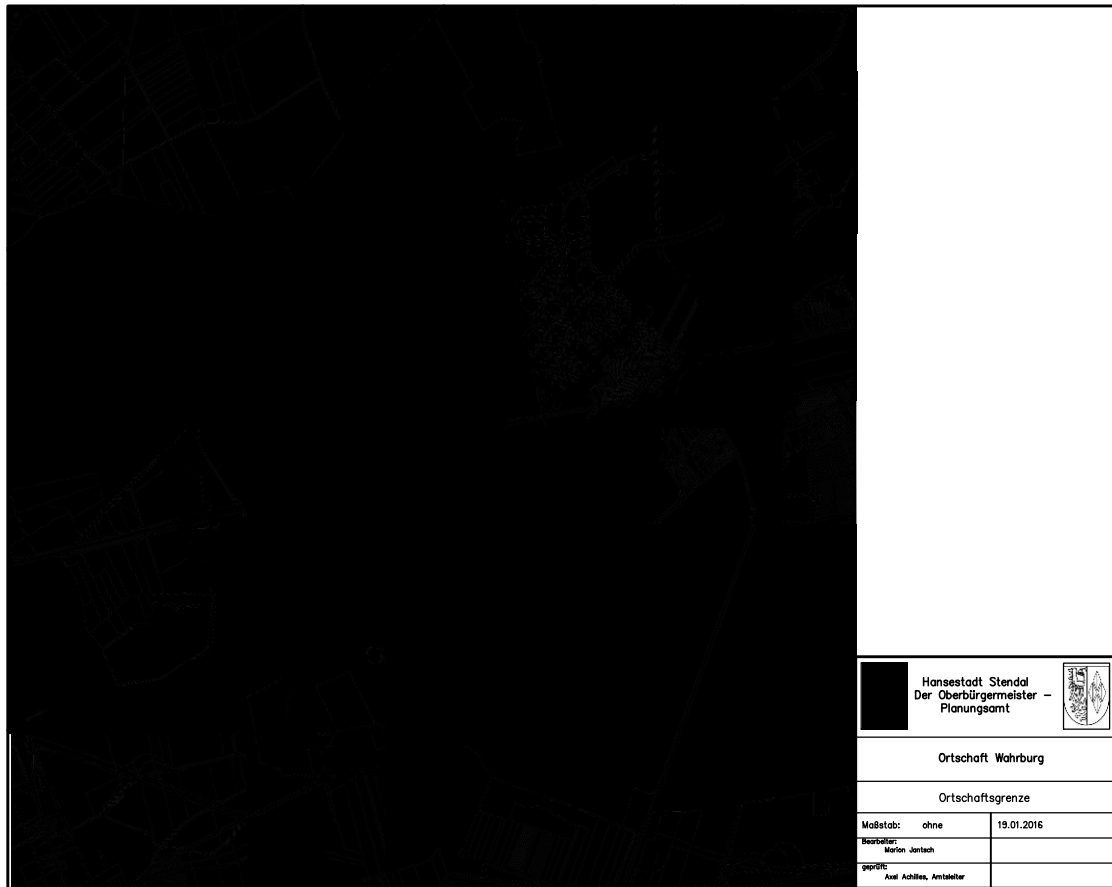 Hansestadt Stendal
Der Oberbürgermeister –
Planungsamt
Ortschaft Wahrburg
Ortschaftsgrenze
Maßstab: ohne 19.01.2016
Bearbeiter:
Marion Jantsch
geprüft:
Axel Achilles, Amtsleiter